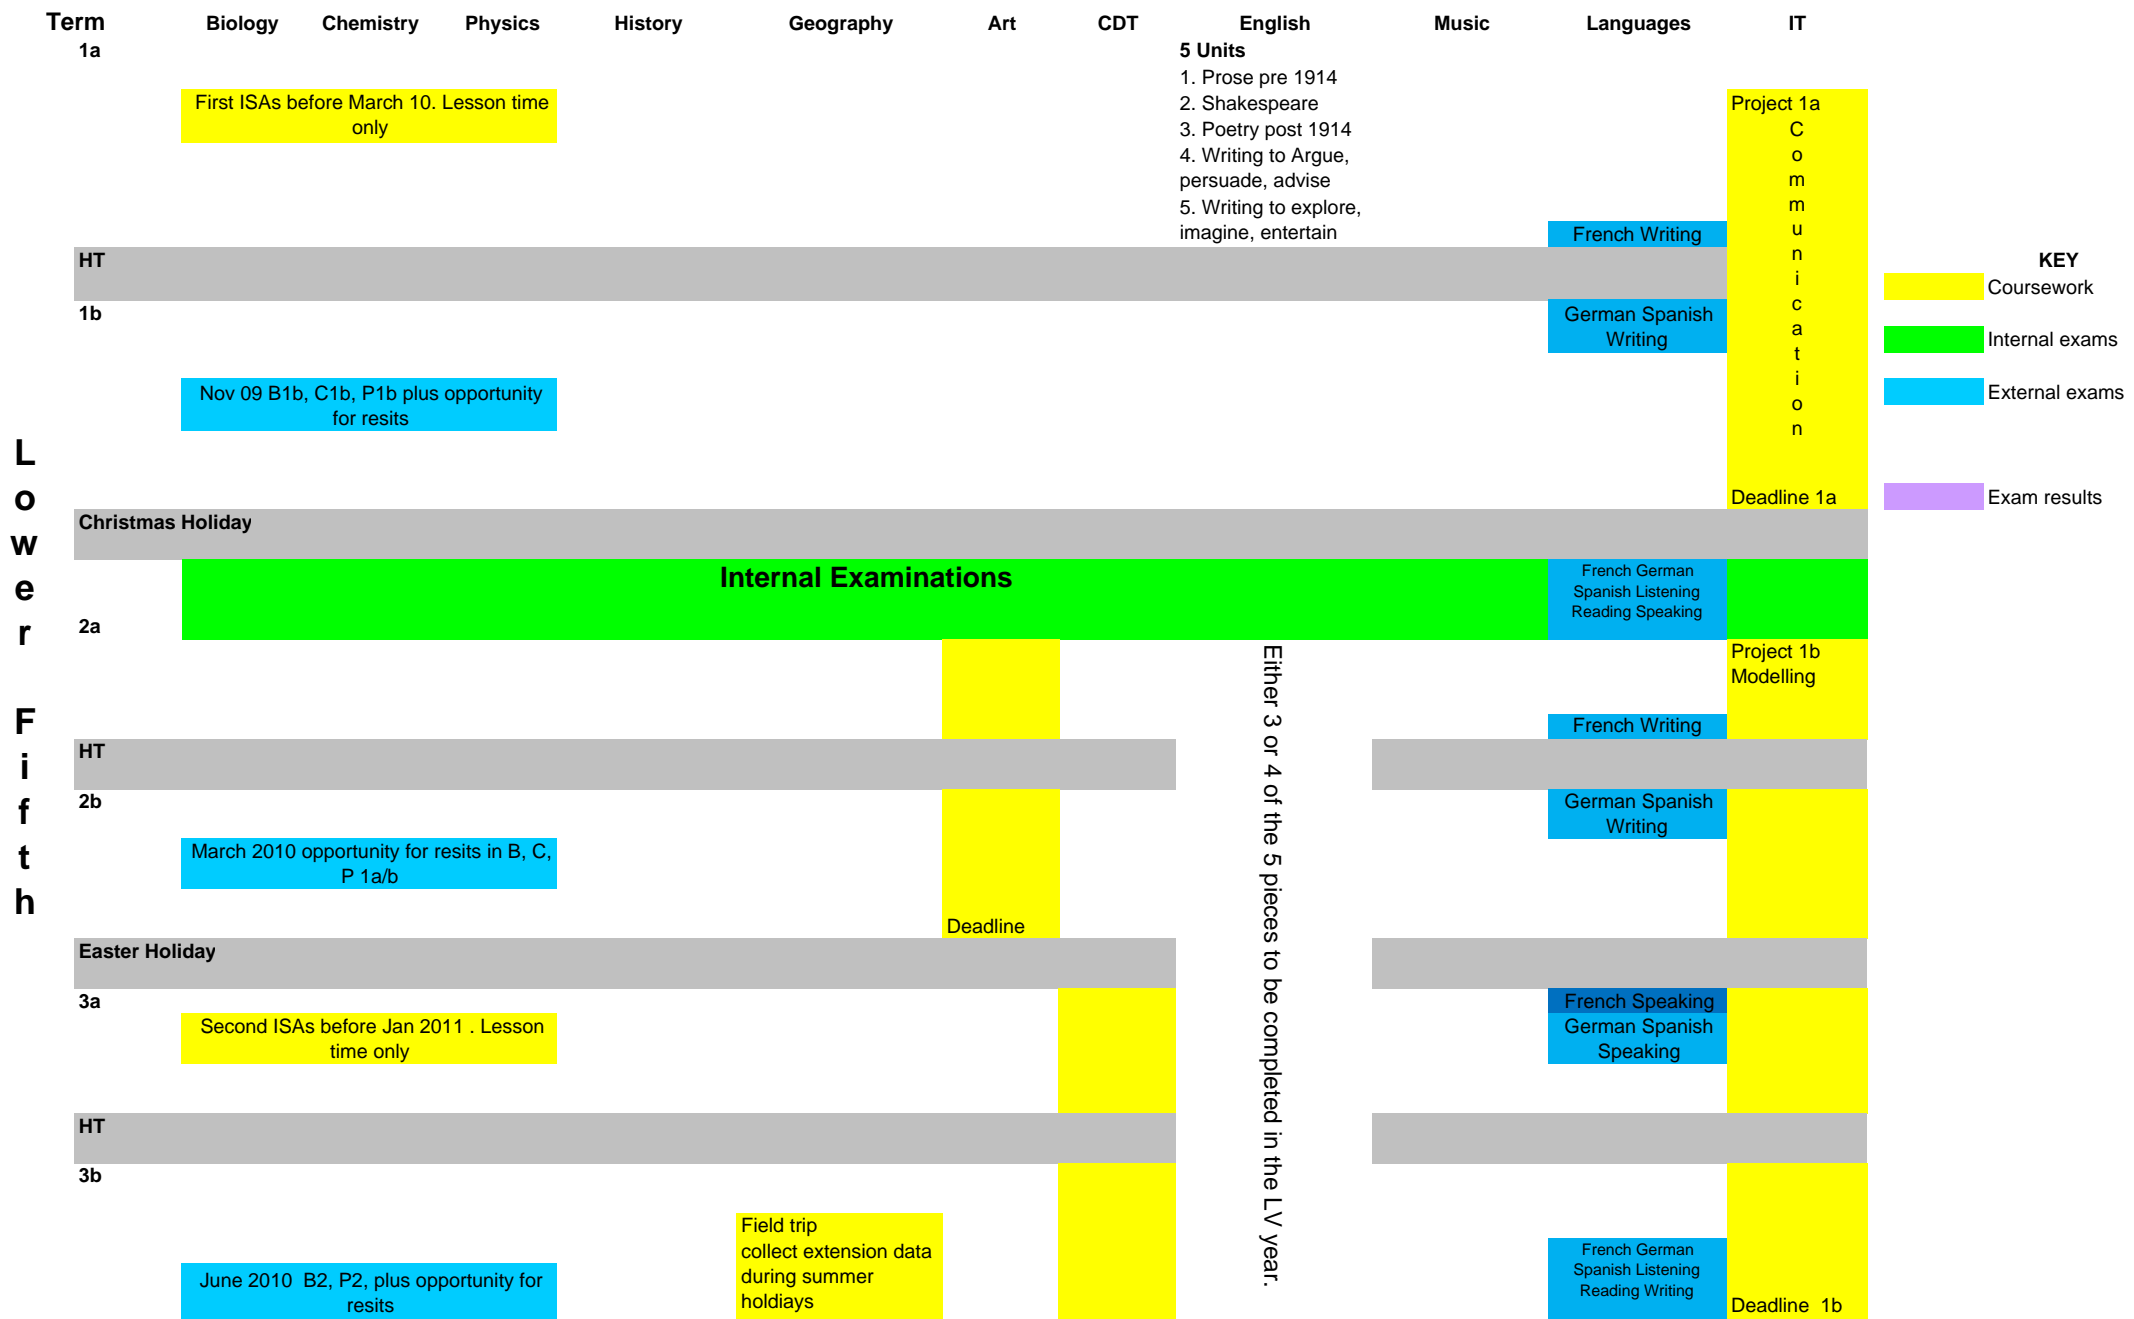 Term Biology Chemistry Physics History Geography Art CDT English Music Languages IT
1a
5 Units
1. Prose pre 1914
2. Shakespeare
3. Poetry post 1914
4. Writing to Argue,
persuade, advise
5. Writing to explore,
imagine, entertain
First ISAs before March 10. Lesson time
only
Project 1a
Communication
French Writing
HT
KEY
Coursework
Internal exams
External exams
Exam results
1b
German Spanish
Writing
Nov 09 B1b, C1b, P1b plus opportunity
for resits
Deadline 1a
Lower Fifth
Christmas Holiday
Internal Examinations
French German
Spanish Listening
Reading Speaking
2a
Either 3 or 4 of the 5 pieces to be completed in the LV year.
Project 1b
Modelling
French Writing
HT
2b
German Spanish
Writing
March 2010 opportunity for resits in B, C,
P 1a/b
Deadline
Easter Holiday
3a
French Speaking
German Spanish
Speaking
Second ISAs before Jan 2011 . Lesson
time only
HT
3b
Field trip
collect extension data
during summer
holdiays
French German
Spanish Listening
Reading Writing
June 2010 B2, P2, plus opportunity for
resits
Deadline 1b